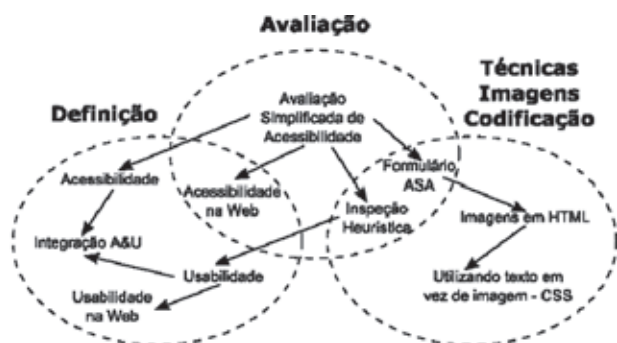 Avaliação
Técnicas
Imagens
Codificação
Definição
Avaliação
Simplificada de
Acessibilidade
Acessibilidade
Acessibilidade
na Web
Formulário
ASA
Inspeção
Heurística
Imagens em HTML
Integração A&U
Usabilidade
Usabilidade
na Web
Utilizando texto em
vez de imagem - CSS